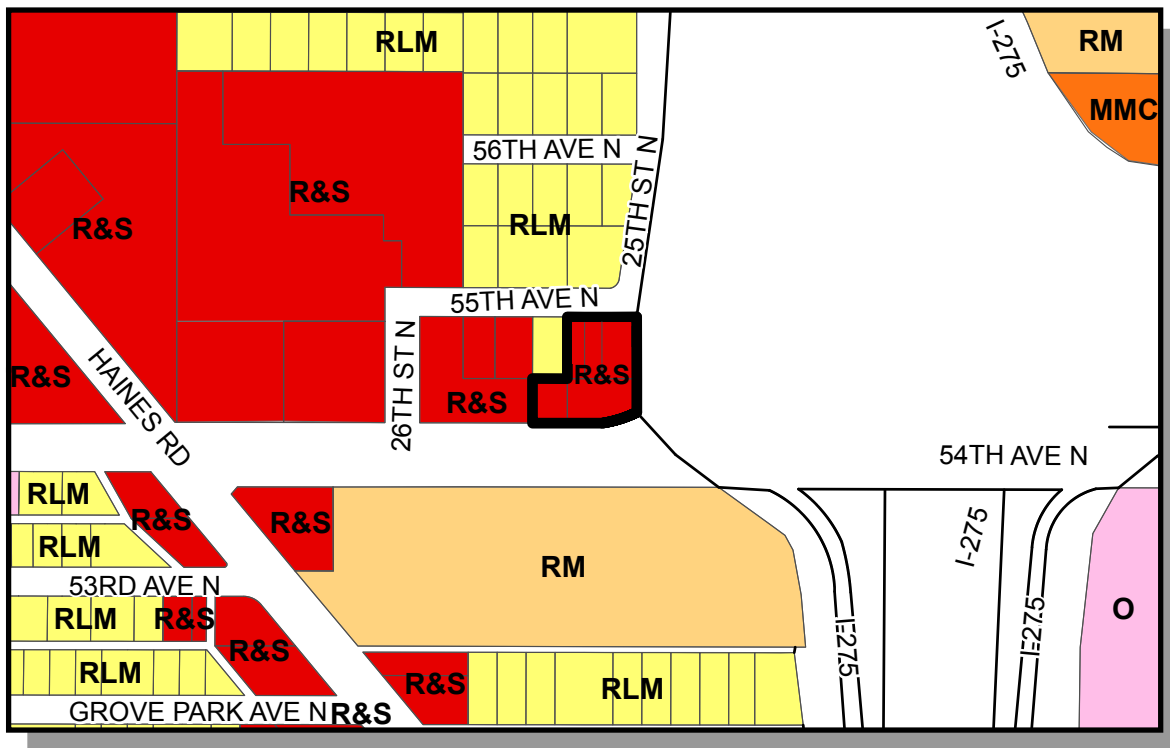 RLM
I-275
RM
MMC
56TH AVE N
R&S
R&S
RLM
25TH ST N
55TH AVE N
26TH ST N
R&S
R&S
R&S
HAINES RD
54TH AVE N
RLM
R&S
R&S
RLM
RM
I-275
53RD AVE N
RLM
R&S
R&S
I-275
I-275
O
RLM
R&S
RLM
GROVE PARK AVE N
R&S